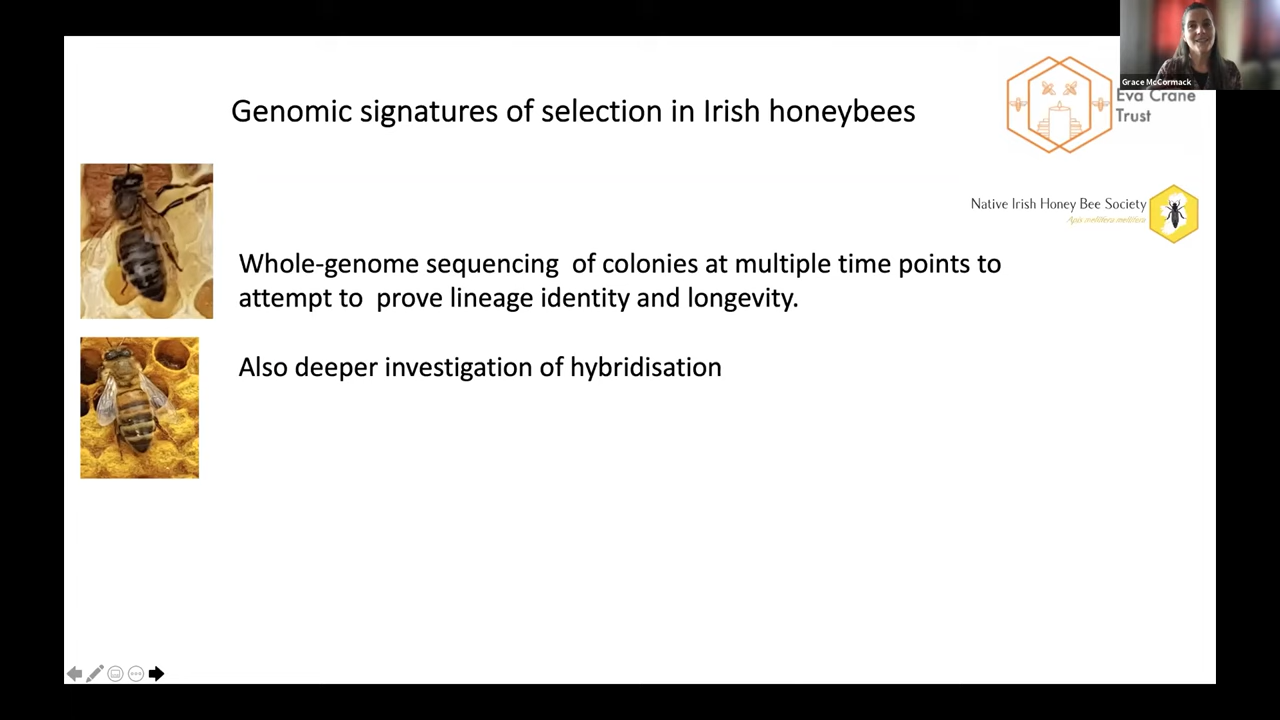 Grace McCormack
Genomic signatures of selection in Irish honeybees
Eva Crane
Trust
Native Irish Honey Bee Society
Apis mellifera mellifera
Whole-genome sequencing of colonies at multiple time points to
attempt to prove lineage identity and longevity.
Also deeper investigation of hybridisation